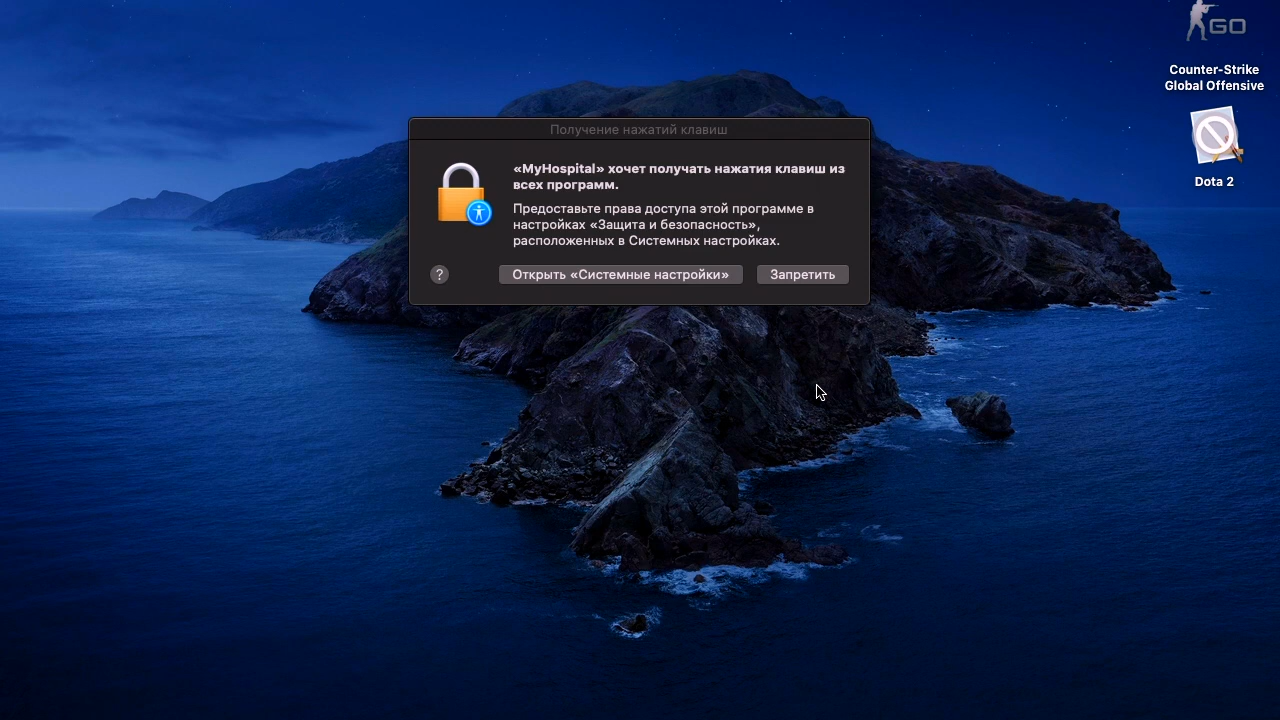 GO
Counter-Strike
Global Offensive
Dota 2
Получение нажатий клавиш
«MyHospital» хочет получать нажатия клавиш из
всех программ.
Предоставьте права доступа этой программе в
настройках «Защита и безопасность»,
расположенных в Системных настройках.
?
Открыть «Системные настройки»
Запретить